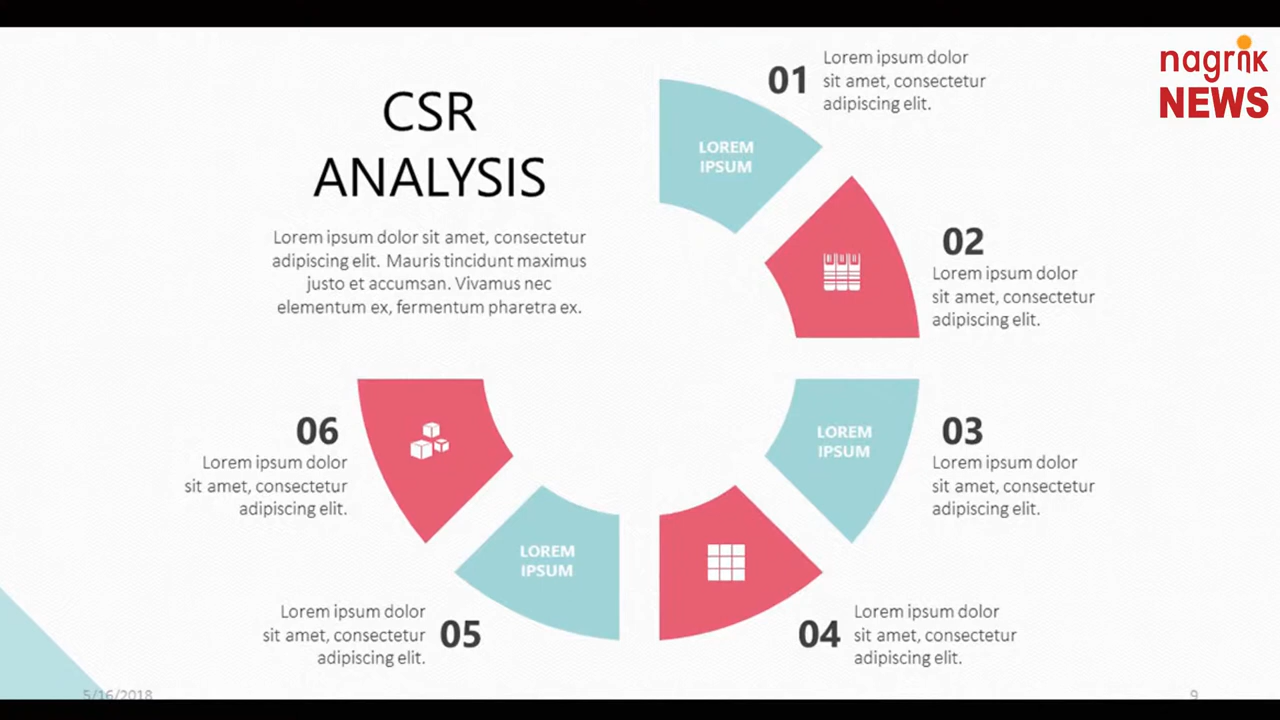 CSR
ANALYSIS
Lorem ipsum dolor sit amet, consectetur
adipiscing elit. Mauris tincidunt maximus
justo et accumsan. Vivamus nec
elementum ex, fermentum pharetra ex.
01
Lorem ipsum dolor
sit amet, consectetur
adipiscing elit.
LOREM
IPSUM
nagrik
NEWS
02
Lorem ipsum dolor
sit amet, consectetur
adipiscing elit.
03
Lorem ipsum dolor
sit amet, consectetur
adipiscing elit.
LOREM
IPSUM
04
Lorem ipsum dolor
sit amet, consectetur
adipiscing elit.
05
Lorem ipsum dolor
sit amet, consectetur
adipiscing elit.
LOREM
IPSUM
06
Lorem ipsum dolor
sit amet, consectetur
adipiscing elit.
5/16/2018
9